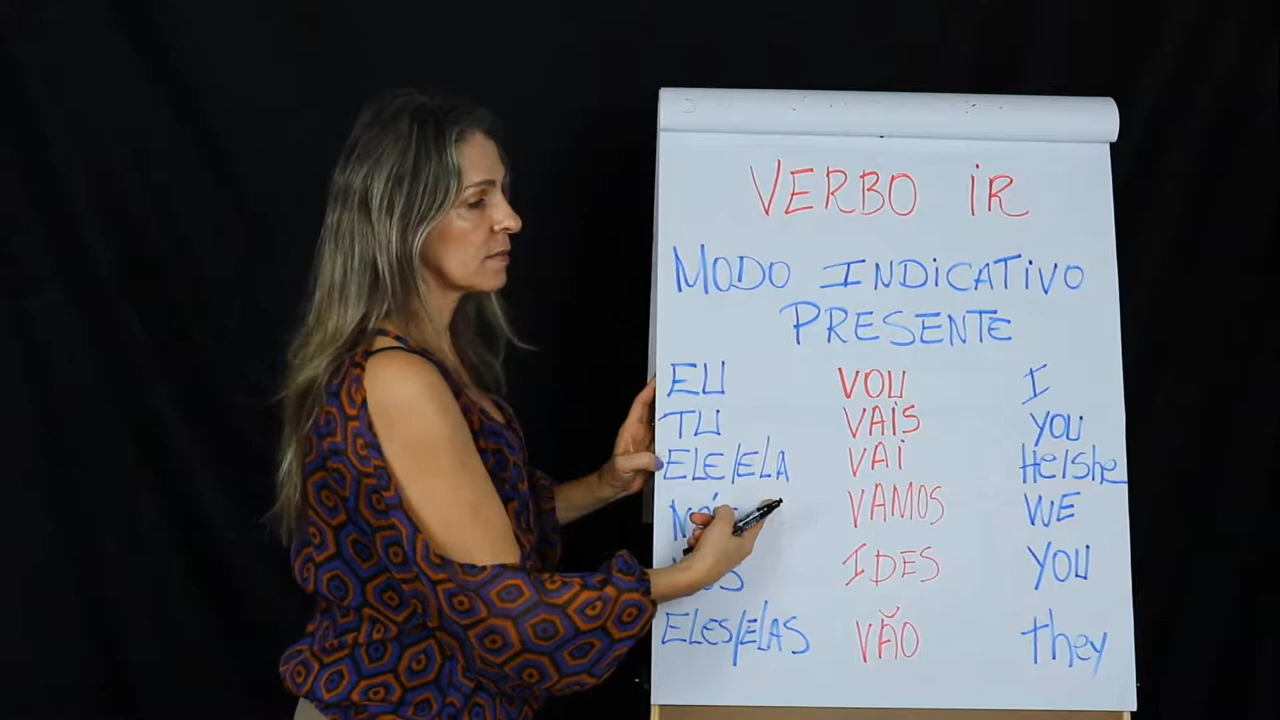 VERBO IR
MODO INDICATIVO
PRESENTE
EU VOU I
TU VAIS YOU
ELE/ELA VAI He/she
VAMOS WE
IDES YOU
ELES/ELAS VÃO they